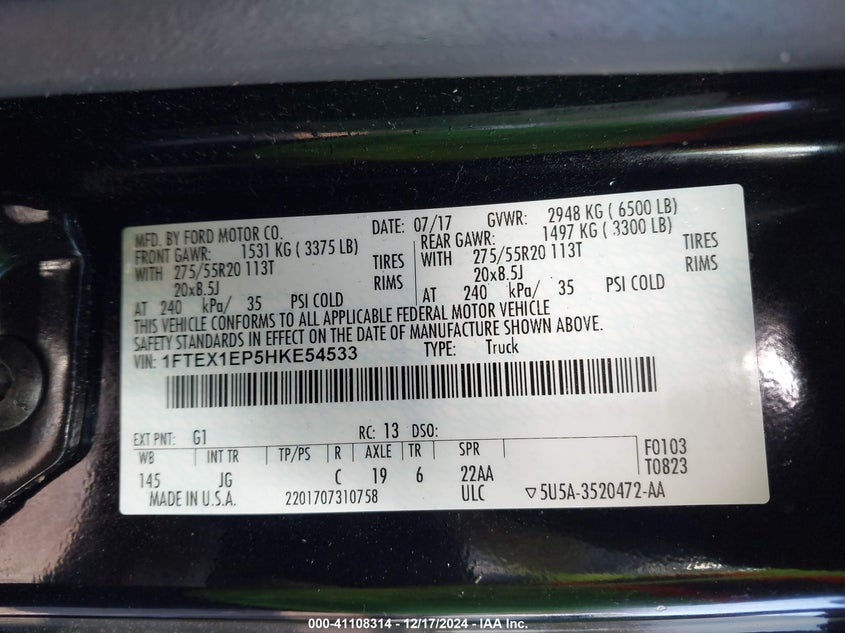 MFD. BY FORD MOTOR CO. DATE: 07/17 GVWR: 2948 KG ( 6500 LB)
FRONT GAWR: 1531 KG ( 3375 LB) REAR GAWR: 1497 KG ( 3300 LB)
WITH 275/55R20 113T TIRES WITH 275/55R20 113T TIRES
20x8.5J RIMS 20x8.5J RIMS
AT 240 kPa/ 35 PSI COLD AT 240 kPa/ 35 PSI COLD
THIS VEHICLE CONFORMS TO ALL APPLICABLE FEDERAL MOTOR VEHICLE
SAFETY STANDARDS IN EFFECT ON THE DATE OF MANUFACTURE SHOWN ABOVE.
VIN: 1FTEX1EP5HKE54533 TYPE: Truck
EXT PNT: G1 RC: 13 DSO: F0103
WB INT TR TP/PS R AXLE TR SPR T0823
145 JG C 19 6 22AA
MADE IN U.S.A. 2201707310758 ULC ▽5U5A-3520472-AA
000-41108314 - 12/17/2024 - IAA Inc.